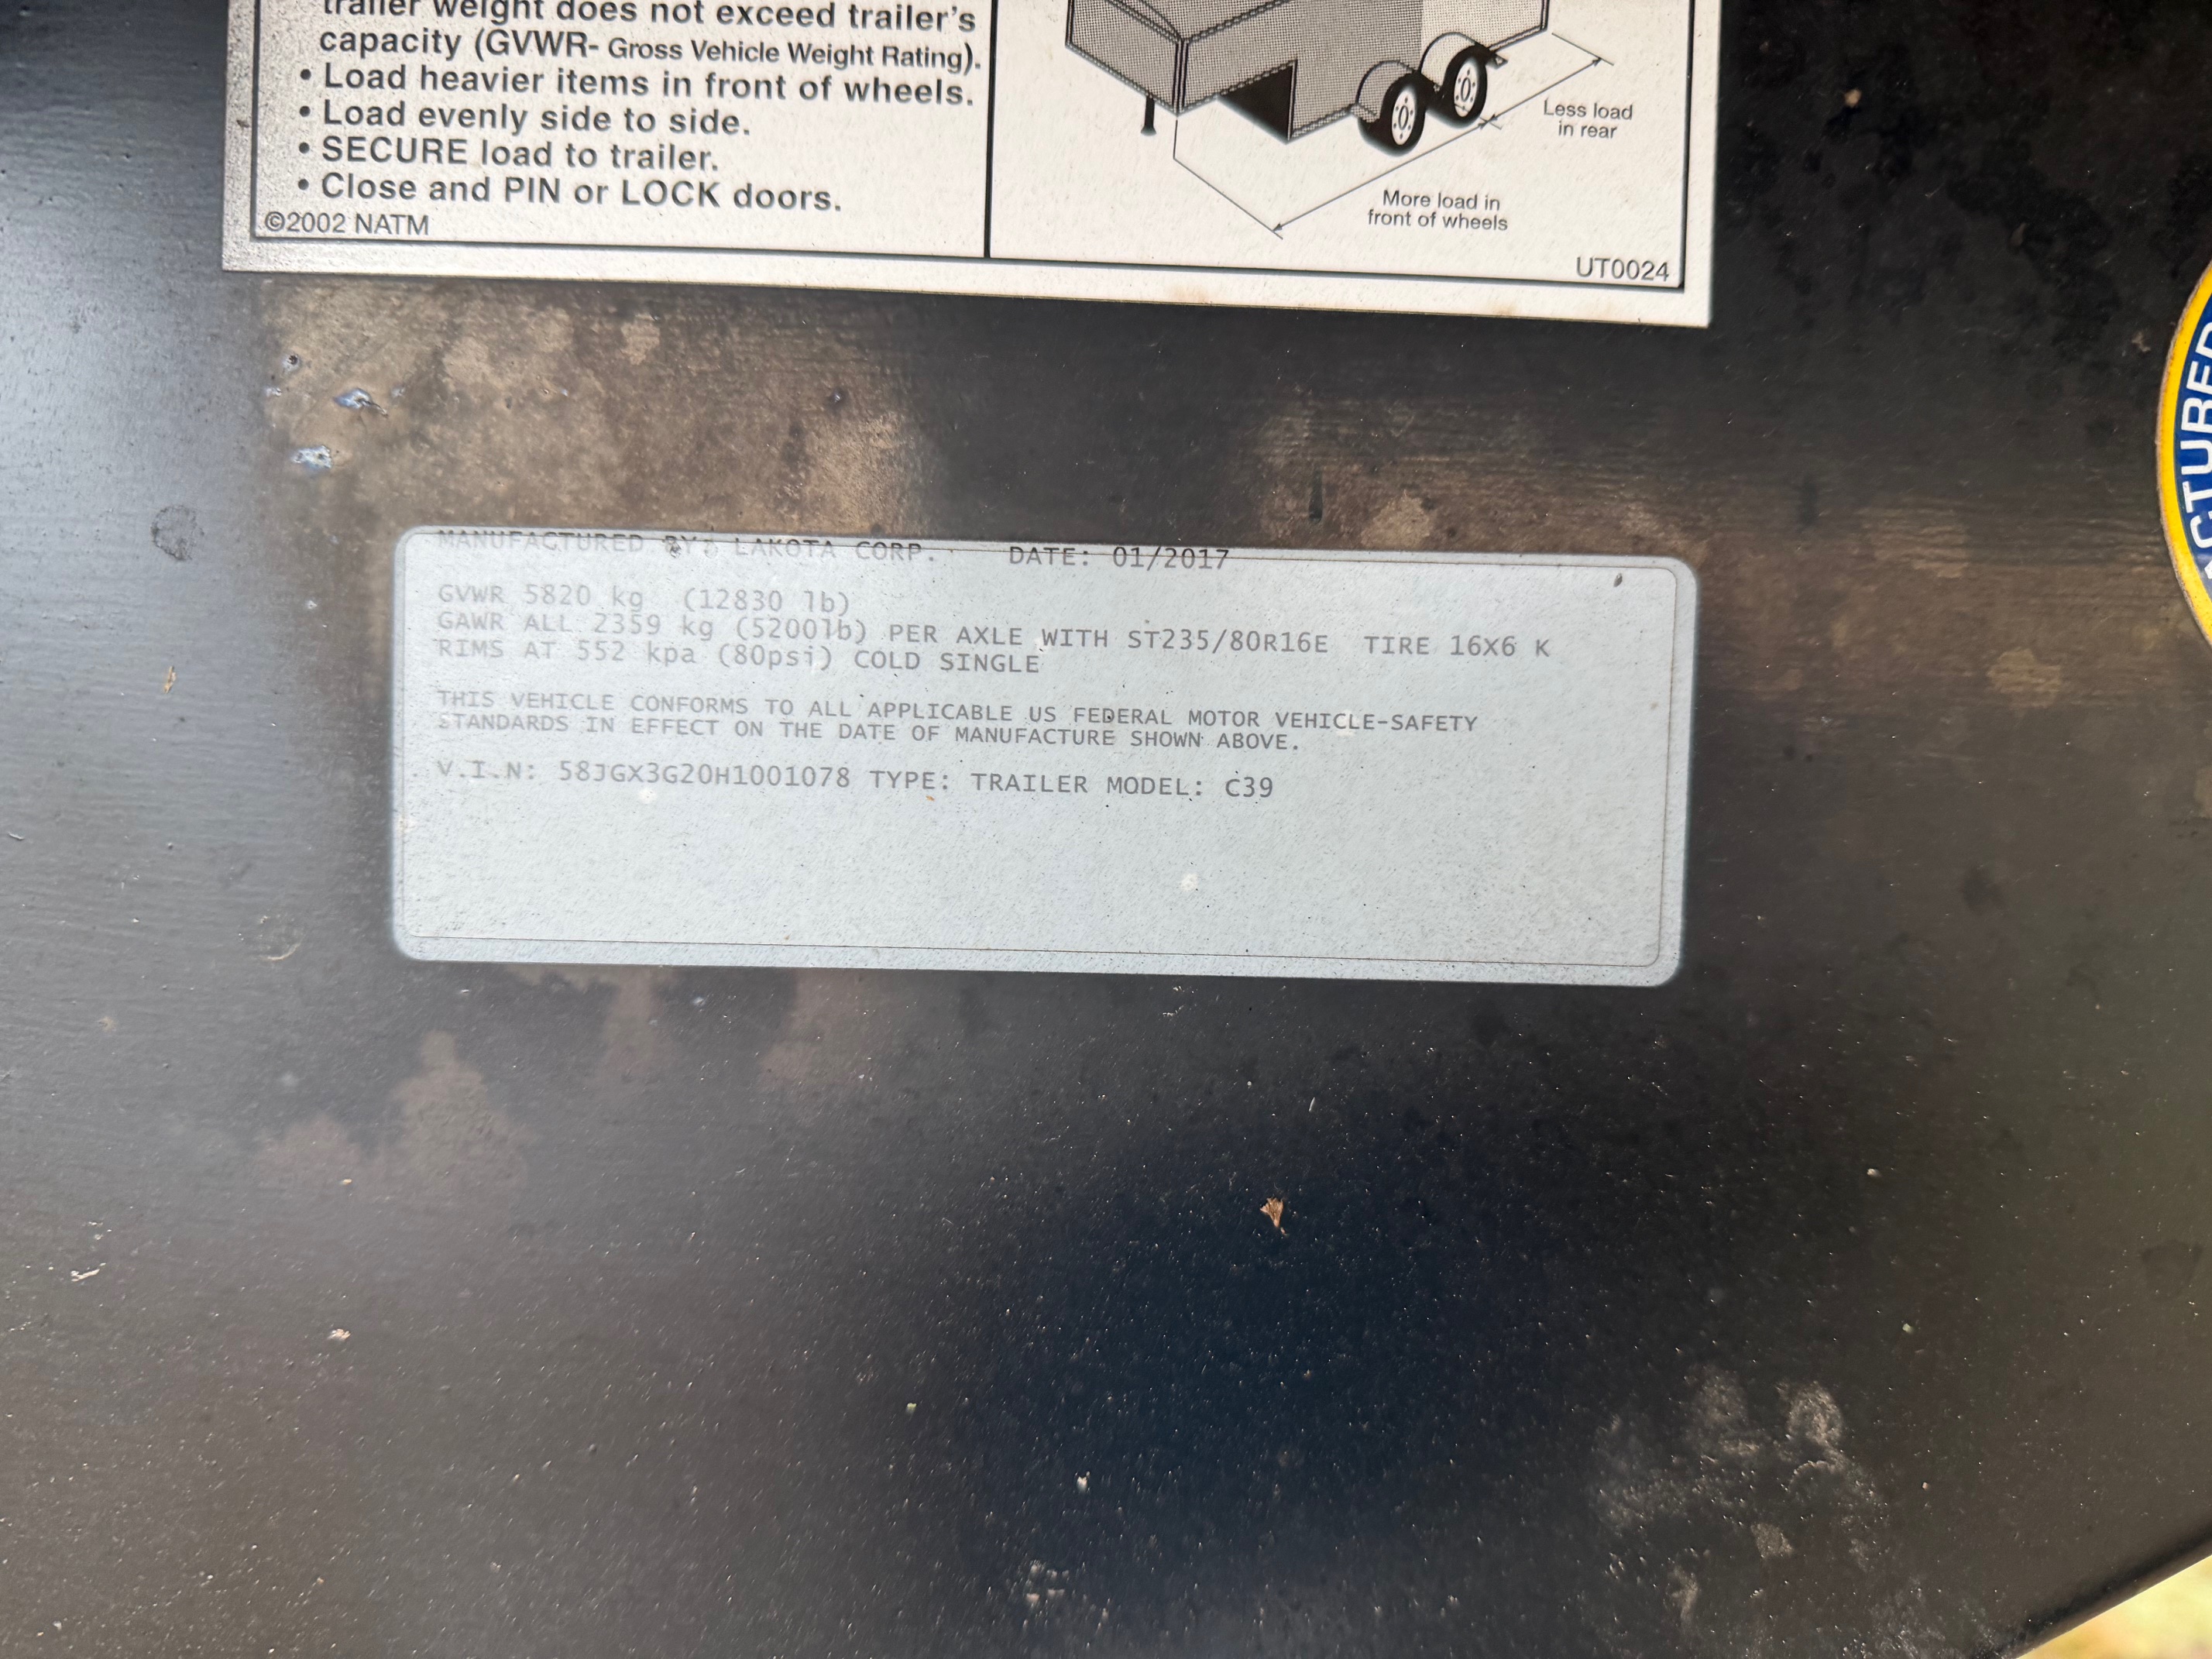 trailer weight does not exceed trailer's
capacity (GVWR- Gross Vehicle Weight Rating).
• Load heavier items in front of wheels.
• Load evenly side to side.
• SECURE load to trailer.
• Close and PIN or LOCK doors.
©2002 NATM
Less load
in rear
More load in
front of wheels
UT0024
MANUFACTURED BY: LAKOTA CORP. DATE: 01/2017
GVWR 5820 kg (12830 lb)
GAWR ALL 2359 kg (5200lb) PER AXLE WITH ST235/80R16E TIRE 16X6 K
RIMS AT 552 kpa (80psi) COLD SINGLE
THIS VEHICLE CONFORMS TO ALL APPLICABLE US FEDERAL MOTOR VEHICLE-SAFETY
STANDARDS IN EFFECT ON THE DATE OF MANUFACTURE SHOWN ABOVE.
V.I.N: 58JGX3G20H1001078 TYPE: TRAILER MODEL: C39
CTURED